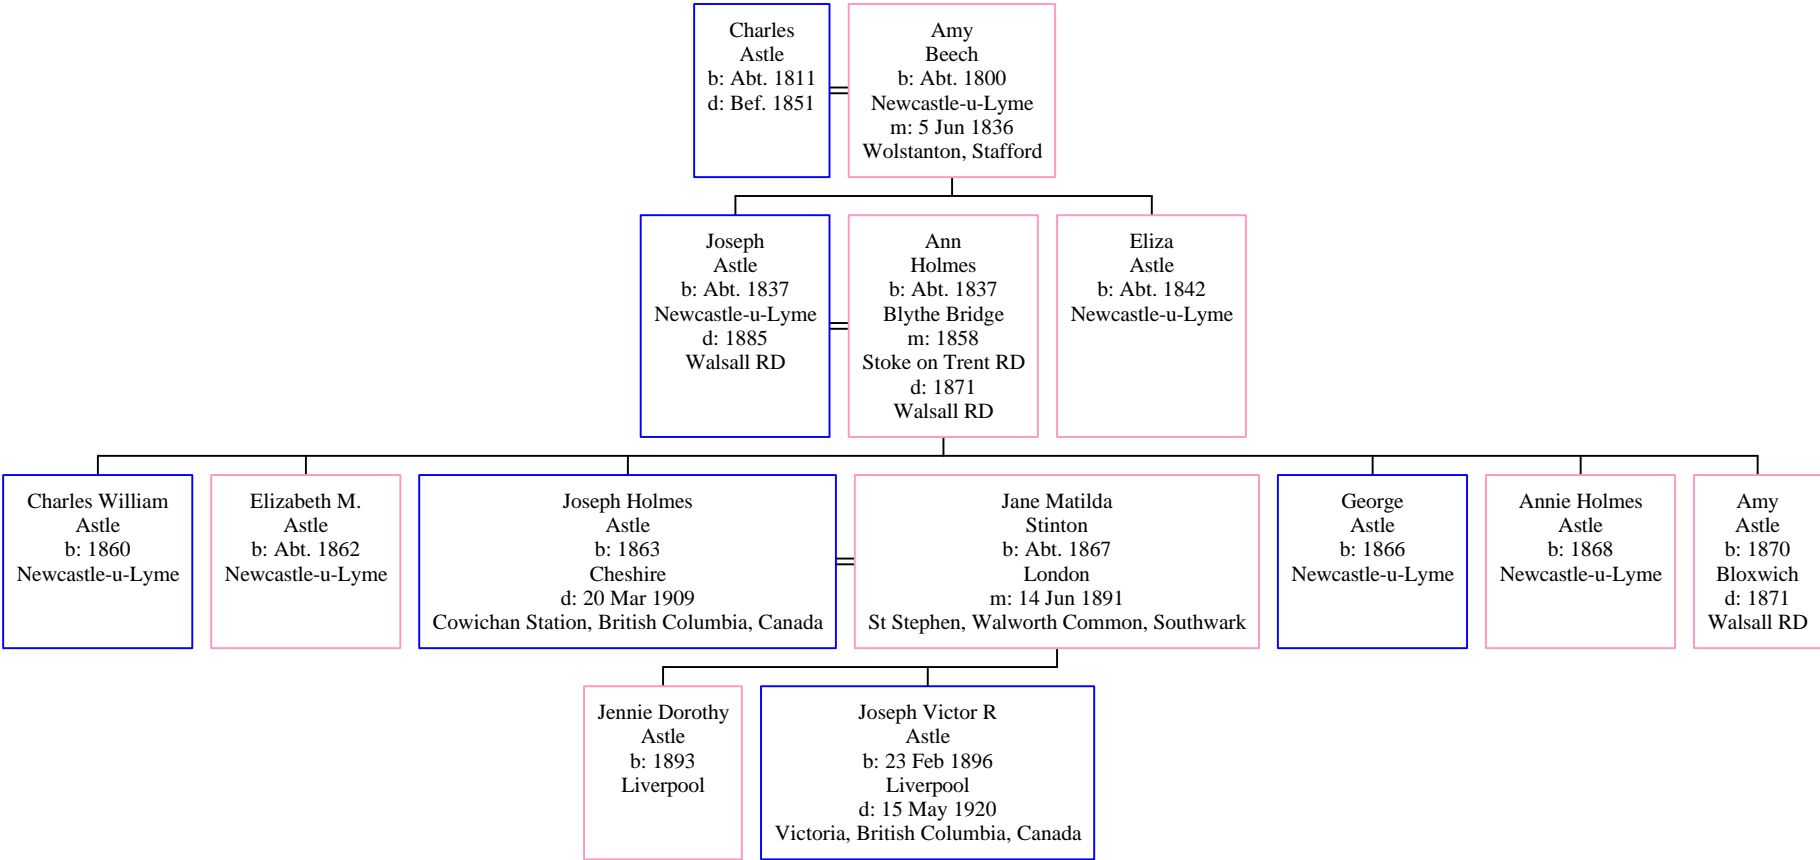 Charles
Astle
b: Abt. 1811
d: Bef. 1851
Amy
Beech
b: Abt. 1800
Newcastle-u-Lyme
m: 5 Jun 1836
Wolstanton, Stafford
Joseph
Astle
b: Abt. 1837
Newcastle-u-Lyme
d: 1885
Walsall RD
Ann
Holmes
b: Abt. 1837
Blythe Bridge
m: 1858
Stoke on Trent RD
d: 1871
Walsall RD
Eliza
Astle
b: Abt. 1842
Newcastle-u-Lyme
Charles William
Astle
b: 1860
Newcastle-u-Lyme
Elizabeth M.
Astle
b: Abt. 1862
Newcastle-u-Lyme
Joseph Holmes
Astle
b: 1863
Cheshire
d: 20 Mar 1909
Cowichan Station, British Columbia, Canada
Jane Matilda
Stinton
b: Abt. 1867
London
m: 14 Jun 1891
St Stephen, Walworth Common, Southwark
George
Astle
b: 1866
Newcastle-u-Lyme
Annie Holmes
Astle
b: 1868
Newcastle-u-Lyme
Amy
Astle
b: 1870
Bloxwich
d: 1871
Walsall RD
Jennie Dorothy
Astle
b: 1893
Liverpool
Joseph Victor R
Astle
b: 23 Feb 1896
Liverpool
d: 15 May 1920
Victoria, British Columbia, Canada